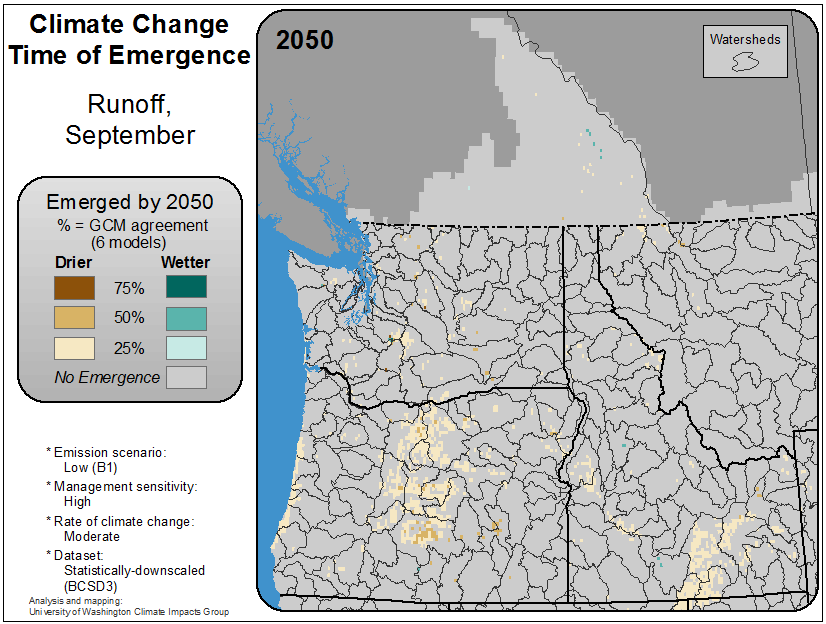 Climate Change
Time of Emergence
Runoff,
September
Emerged by 2050
% = GCM agreement
(6 models)
Drier Wetter
75%
50%
25%
No Emergence
* Emission scenario:
Low (B1)
* Management sensitivity:
High
* Rate of climate change:
Moderate
* Dataset:
Statistically-downscaled
(BCSD3)
Analysis and mapping:
University of Washington Climate Impacts Group
2050
Watersheds